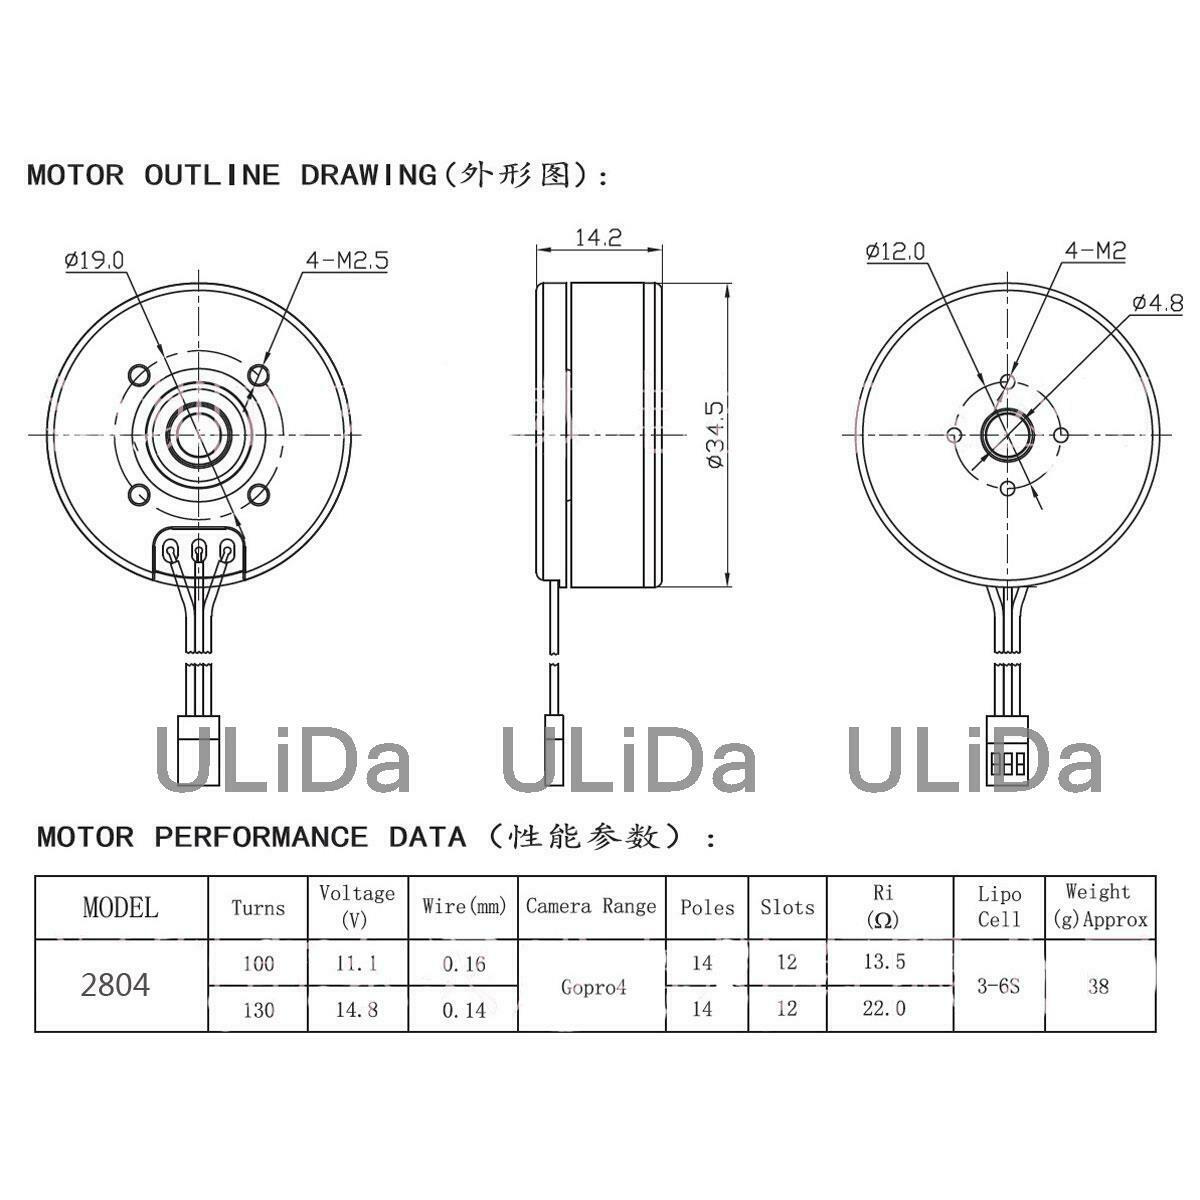 MOTOR OUTLINE DRAWING(外形图):
Ø19.0
4-M2.5
14.2
Ø34.5
Ø12.0
4-M2
Ø4.8
ULiDa ULiDa ULiDa
MOTOR PERFORMANCE DATA (性能参数) :
MODEL Turns Voltage (V) Wire(mm) Camera Range Poles Slots Ri (Ω) Lipo Cell Weight (g)Approx
2804 100 11.1 0.16 Gopro4 14 12 13.5 3-6S 38
130 14.8 0.14 14 12 22.0